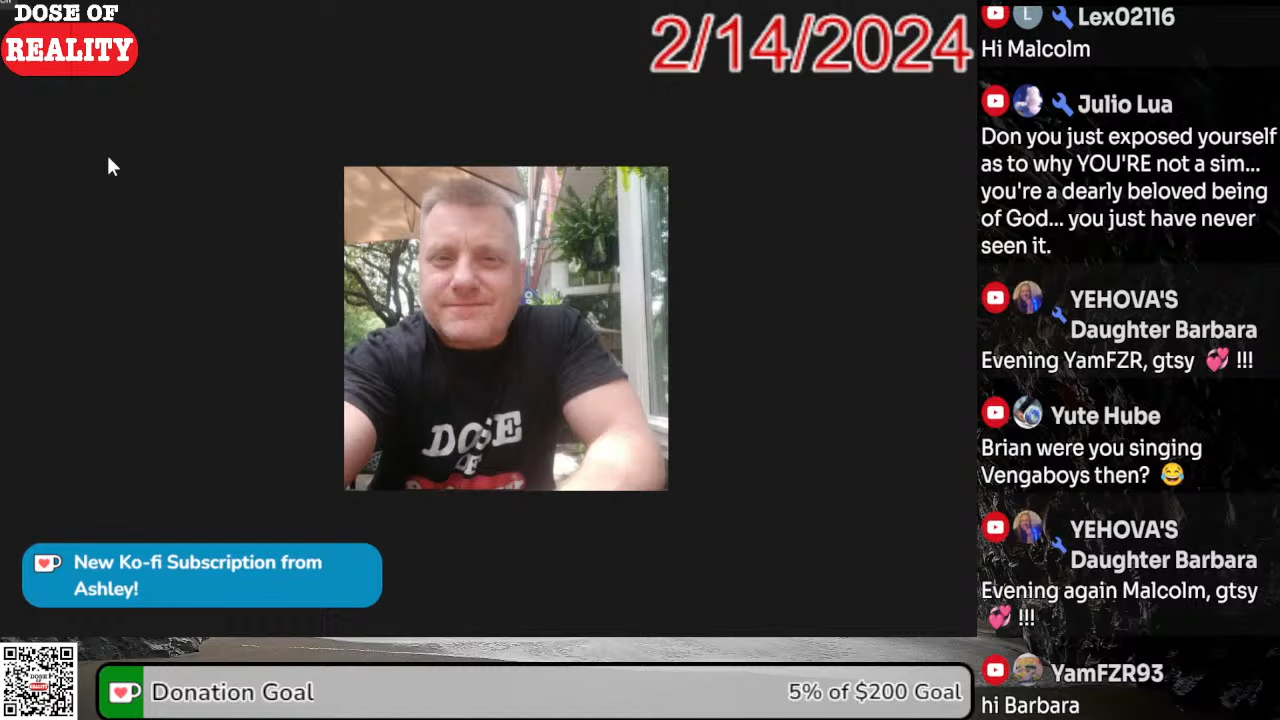 DOSE OF
REALITY
2/14/2024
DOSE
OF
New Ko-fi Subscription from
Ashley!
DOSE
REALITY
Donation Goal
5% of $200 Goal
L Lex02116
Hi Malcolm
Julio Lua
Don you just exposed yourself
as to why YOU'RE not a sim...
you're a dearly beloved being
of God... you just have never
seen it.
YEHOVA'S
Daughter Barbara
Evening YamFZR, gtsy 💞 !!!
Yute Hube
Brian were you singing
Vengaboys then? 😂
YEHOVA'S
Daughter Barbara
Evening again Malcolm, gtsy
💞 !!!
YamFZR93
hi Barbara